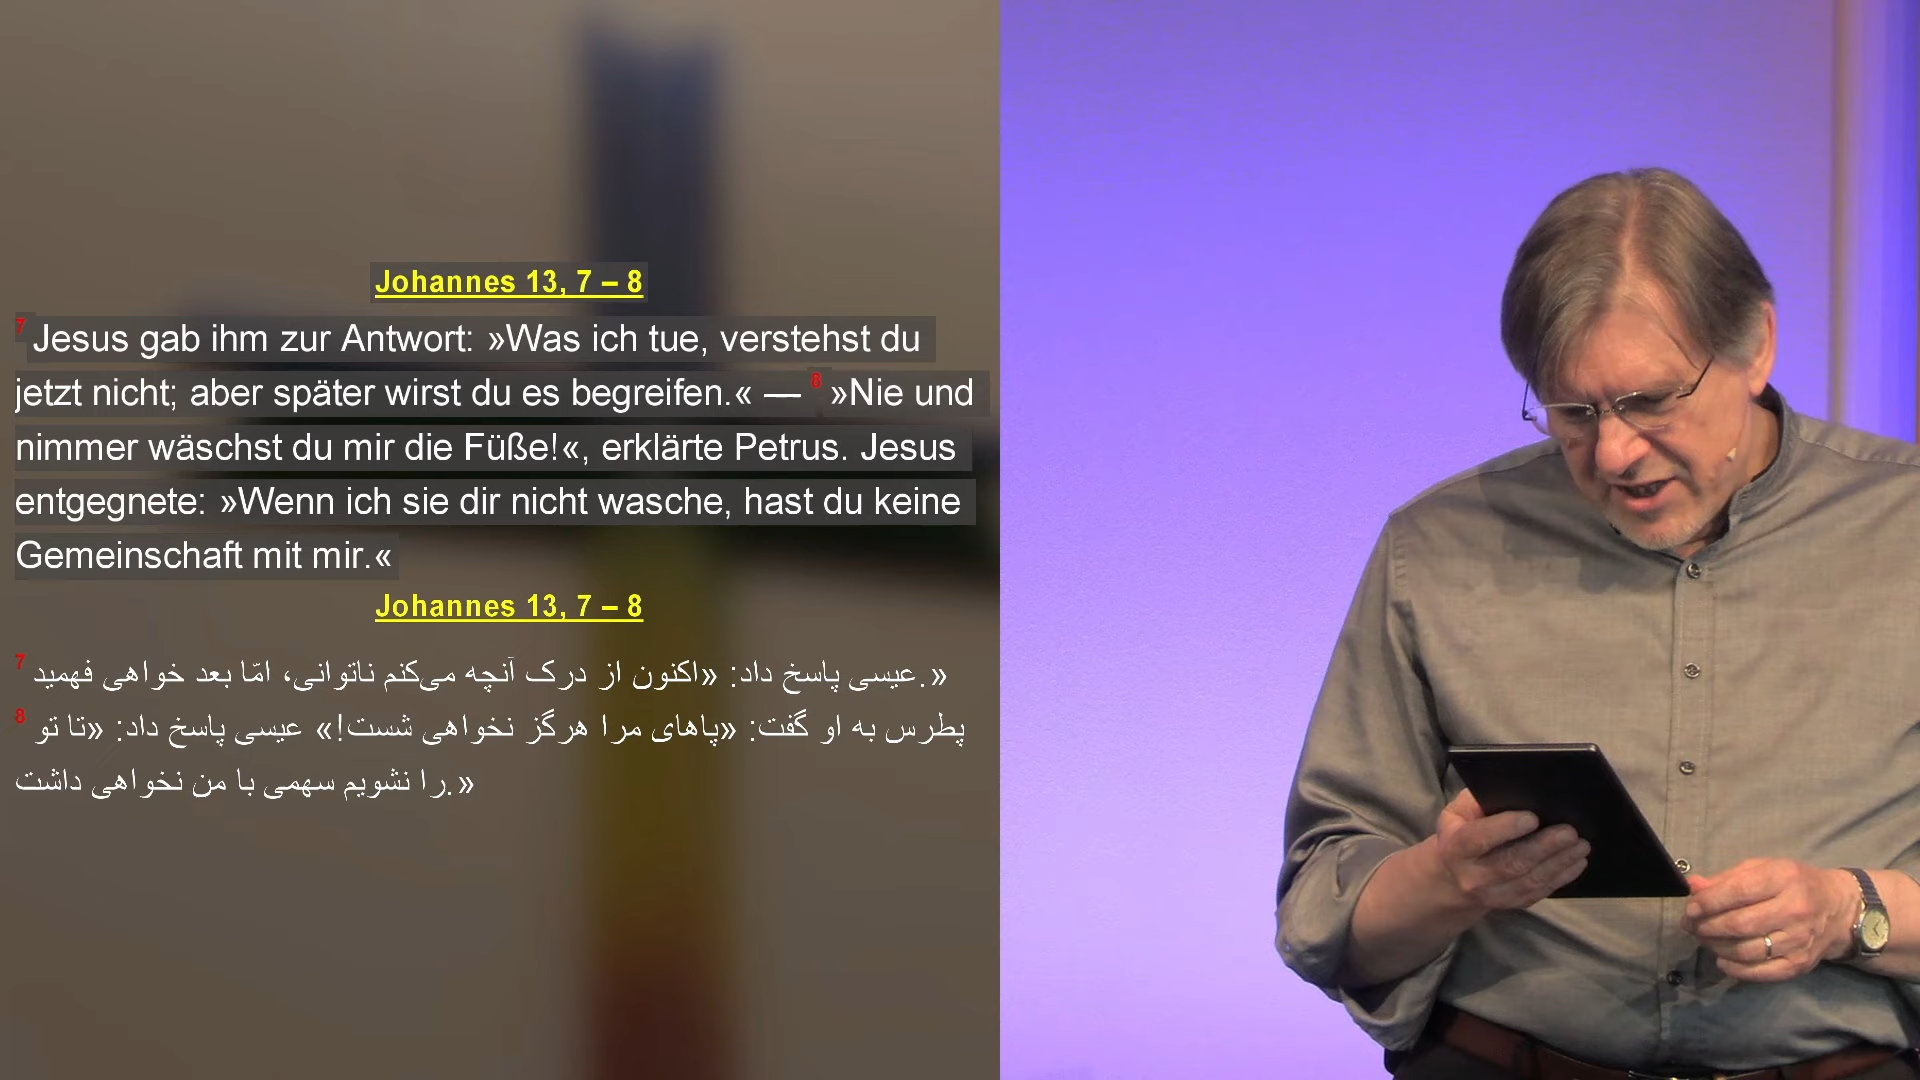 Johannes 13, 7 – 8
7 Jesus gab ihm zur Antwort: »Was ich tue, verstehst du
jetzt nicht; aber später wirst du es begreifen.« — 8 »Nie und
nimmer wäschst du mir die Füße!«, erklärte Petrus. Jesus
entgegnete: »Wenn ich sie dir nicht wasche, hast du keine
Gemeinschaft mit mir.«
Johannes 13, 7 – 8
7 عیسی پاسخ داد: «اکنون از درک آنچه می‌کنم ناتوانی، امّا بعد خواهی فهمید.»
8 پطرس به او گفت: «پاهای مرا هرگز نخواهی شست!» عیسی پاسخ داد: «تا تو
را نشویم سهمی با من نخواهی داشت.»